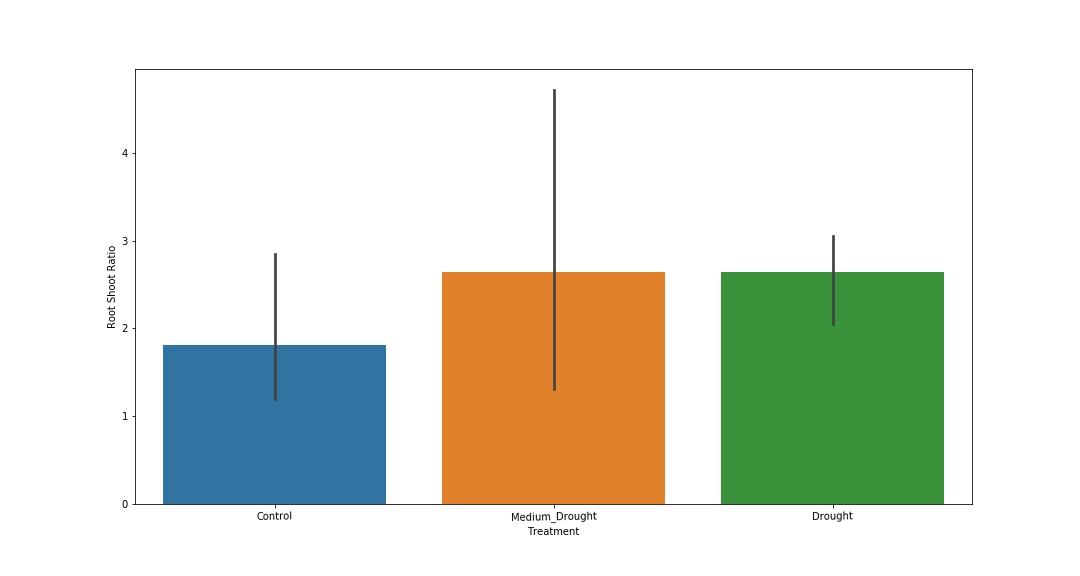 4
3
2
1
0
Root Shoot Ratio
Control
Medium_Drought
Drought
Treatment